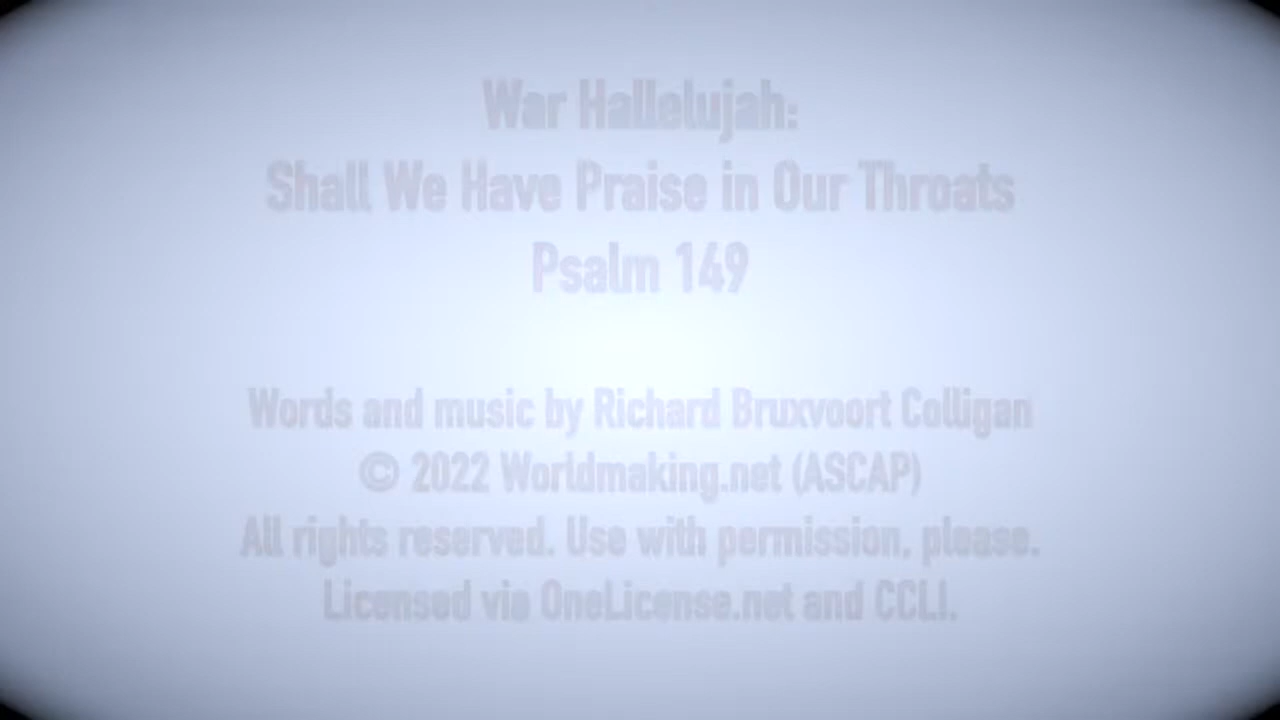 War Hallelujah:
Shall We Have Praise in Our Throats
Psalm 149
Words and music by Richard Bruxvoort Colligan
© 2022 Worldmaking.net (ASCAP)
All rights reserved. Use with permission, please.
Licensed via OneLicense.net and CCLI.